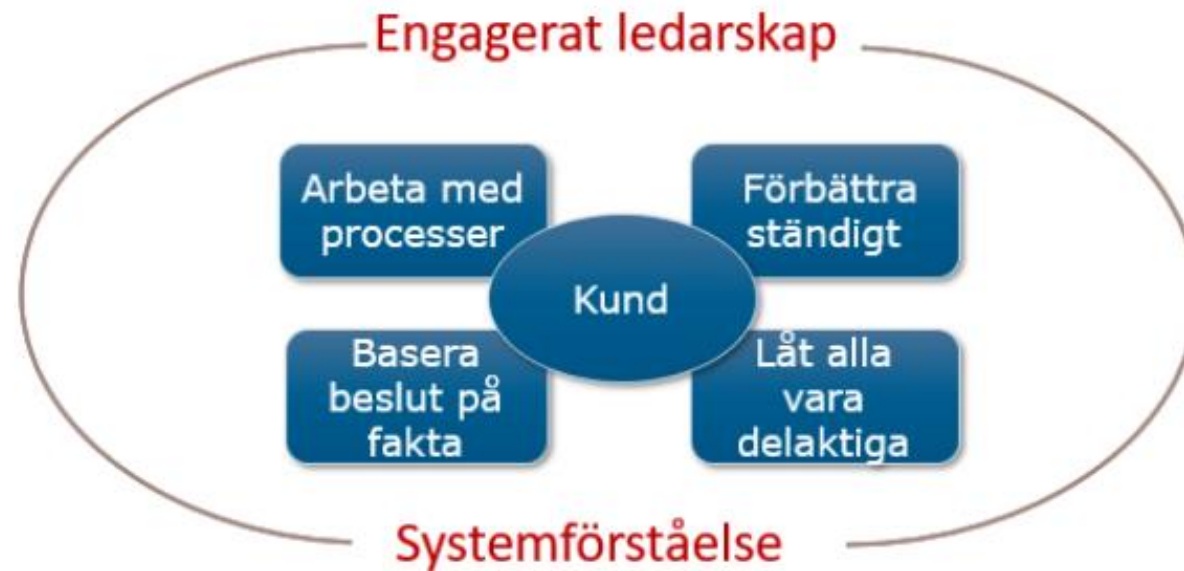 Engagerat ledarskap
Arbeta med
processer
Förbättra
ständigt
Kund
Basera
beslut på
fakta
Låt alla
vara
delaktiga
Systemförståelse